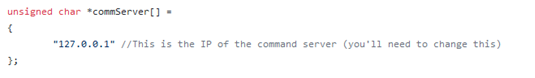 unsigned char *commServer[] =
{
"127.0.0.1" //This is the IP of the command server (you'll need to change this)
};